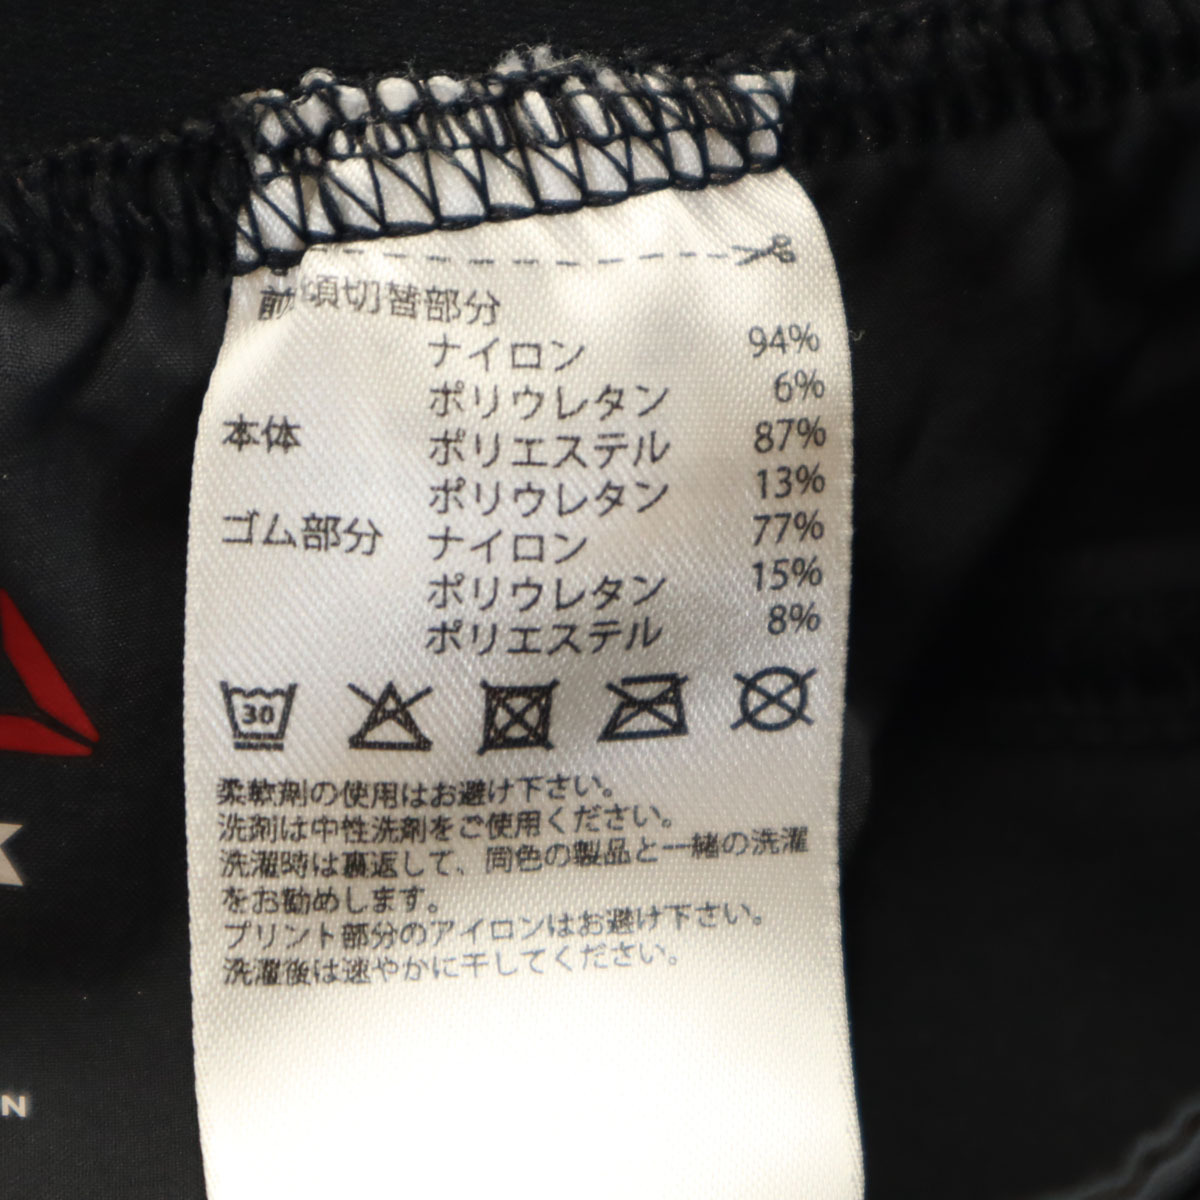 前頃切替部分
ナイロン 94%
ポリウレタン 6%
本体 ポリエステル 87%
ポリウレタン 13%
ゴム部分 ナイロン 77%
ポリウレタン 15%
ポリエステル 8%
30
柔軟剤の使用はお避け下さい。
洗剤は中性洗剤をご使用ください。
洗濯時は裏返して、同色の製品と一緒の洗濯
をお勧めします。
プリント部分のアイロンはお避け下さい。
洗濯後は速やかに干してください。
N